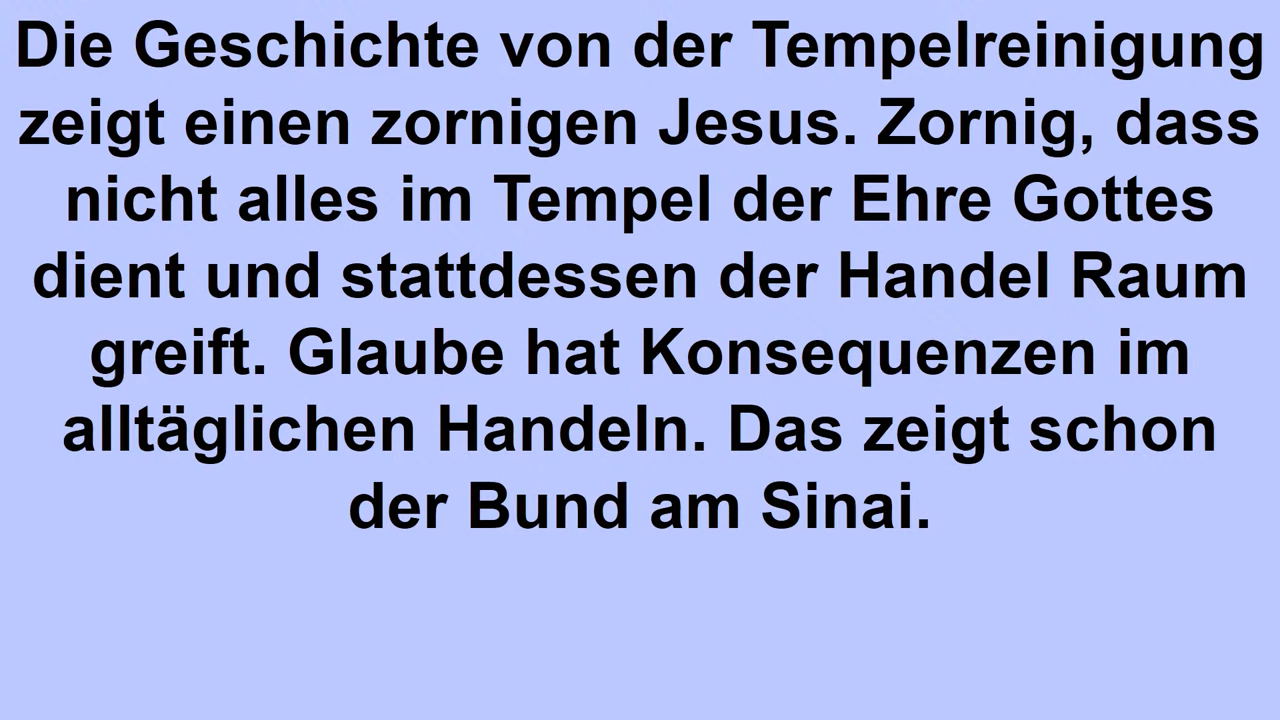 Die Geschichte von der Tempelreinigung
zeigt einen zornigen Jesus. Zornig, dass
nicht alles im Tempel der Ehre Gottes
dient und stattdessen der Handel Raum
greift. Glaube hat Konsequenzen im
alltäglichen Handeln. Das zeigt schon
der Bund am Sinai.